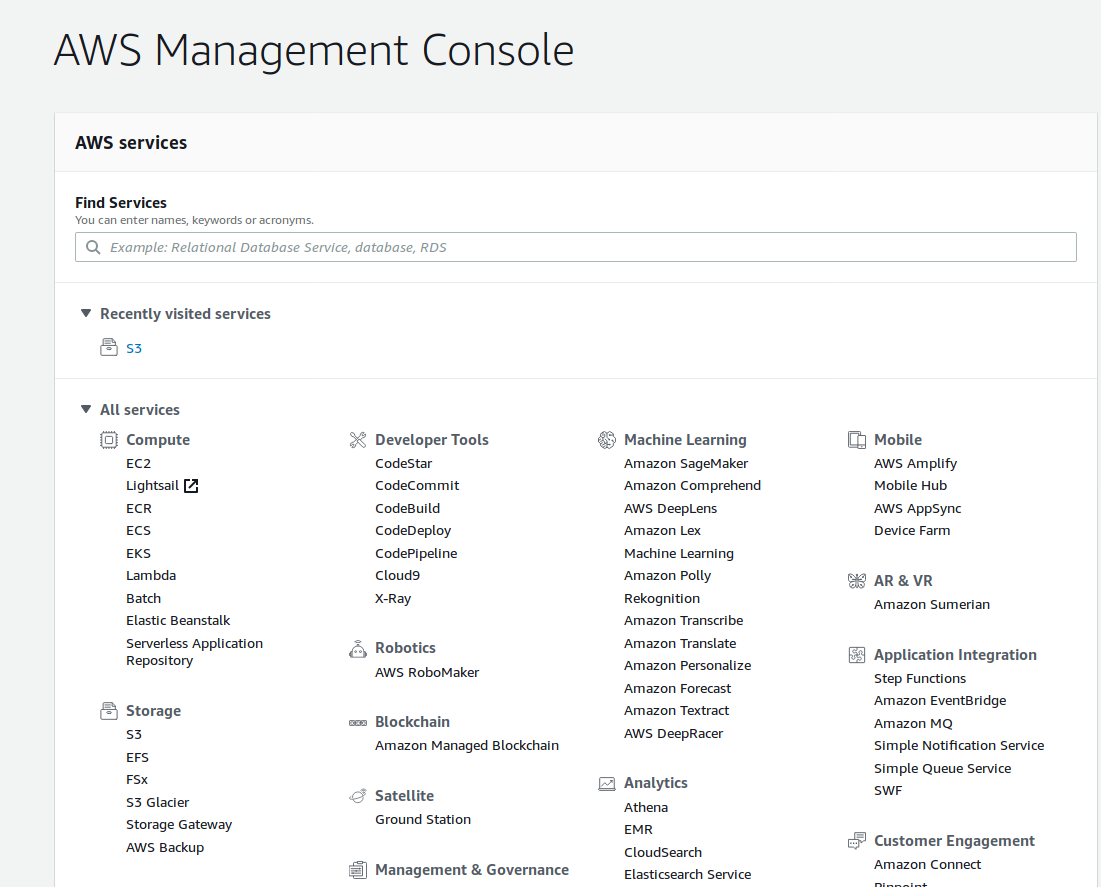 AWS Management Console
AWS services
Find Services
You can enter names, keywords or acronyms.
Example: Relational Database Service, database, RDS
Recently visited services
S3
All services
Compute
EC2
Lightsail
ECR
ECS
EKS
Lambda
Batch
Elastic Beanstalk
Serverless Application
Repository
Storage
S3
EFS
FSx
S3 Glacier
Storage Gateway
AWS Backup
Developer Tools
CodeStar
CodeCommit
CodeBuild
CodeDeploy
CodePipeline
Cloud9
X-Ray
Robotics
AWS RoboMaker
Blockchain
Amazon Managed Blockchain
Satellite
Ground Station
Management & Governance
Machine Learning
Amazon SageMaker
Amazon Comprehend
AWS DeepLens
Amazon Lex
Machine Learning
Amazon Polly
Rekognition
Amazon Transcribe
Amazon Translate
Amazon Personalize
Amazon Forecast
Amazon Textract
AWS DeepRacer
Analytics
Athena
EMR
CloudSearch
Elasticsearch Service
Mobile
AWS Amplify
Mobile Hub
AWS AppSync
Device Farm
AR & VR
Amazon Sumerian
Application Integration
Step Functions
Amazon EventBridge
Amazon MQ
Simple Notification Service
Simple Queue Service
SWF
Customer Engagement
Amazon Connect
Pinpoint